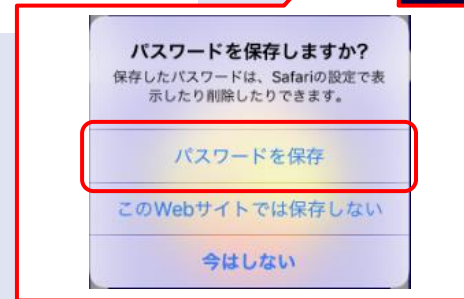 パスワードを保存しますか?
保存したパスワードは、Safariの設定で表
示したり削除したりできます。
パスワードを保存
このWebサイトでは保存しない
今はしない